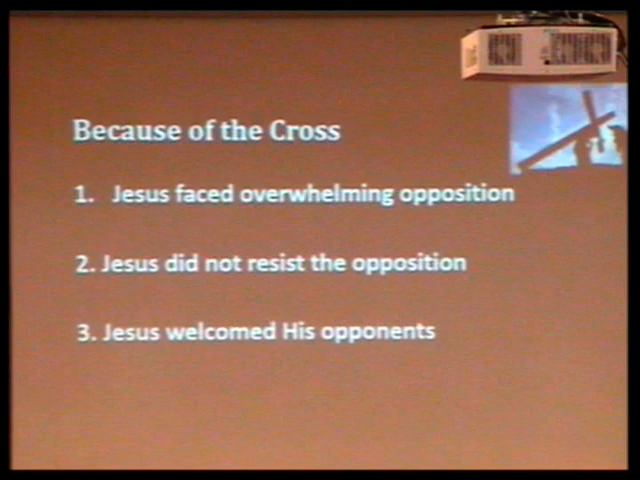 Because of the Cross
1. Jesus faced overwhelming opposition
2. Jesus did not resist the opposition
3. Jesus welcomed His opponents